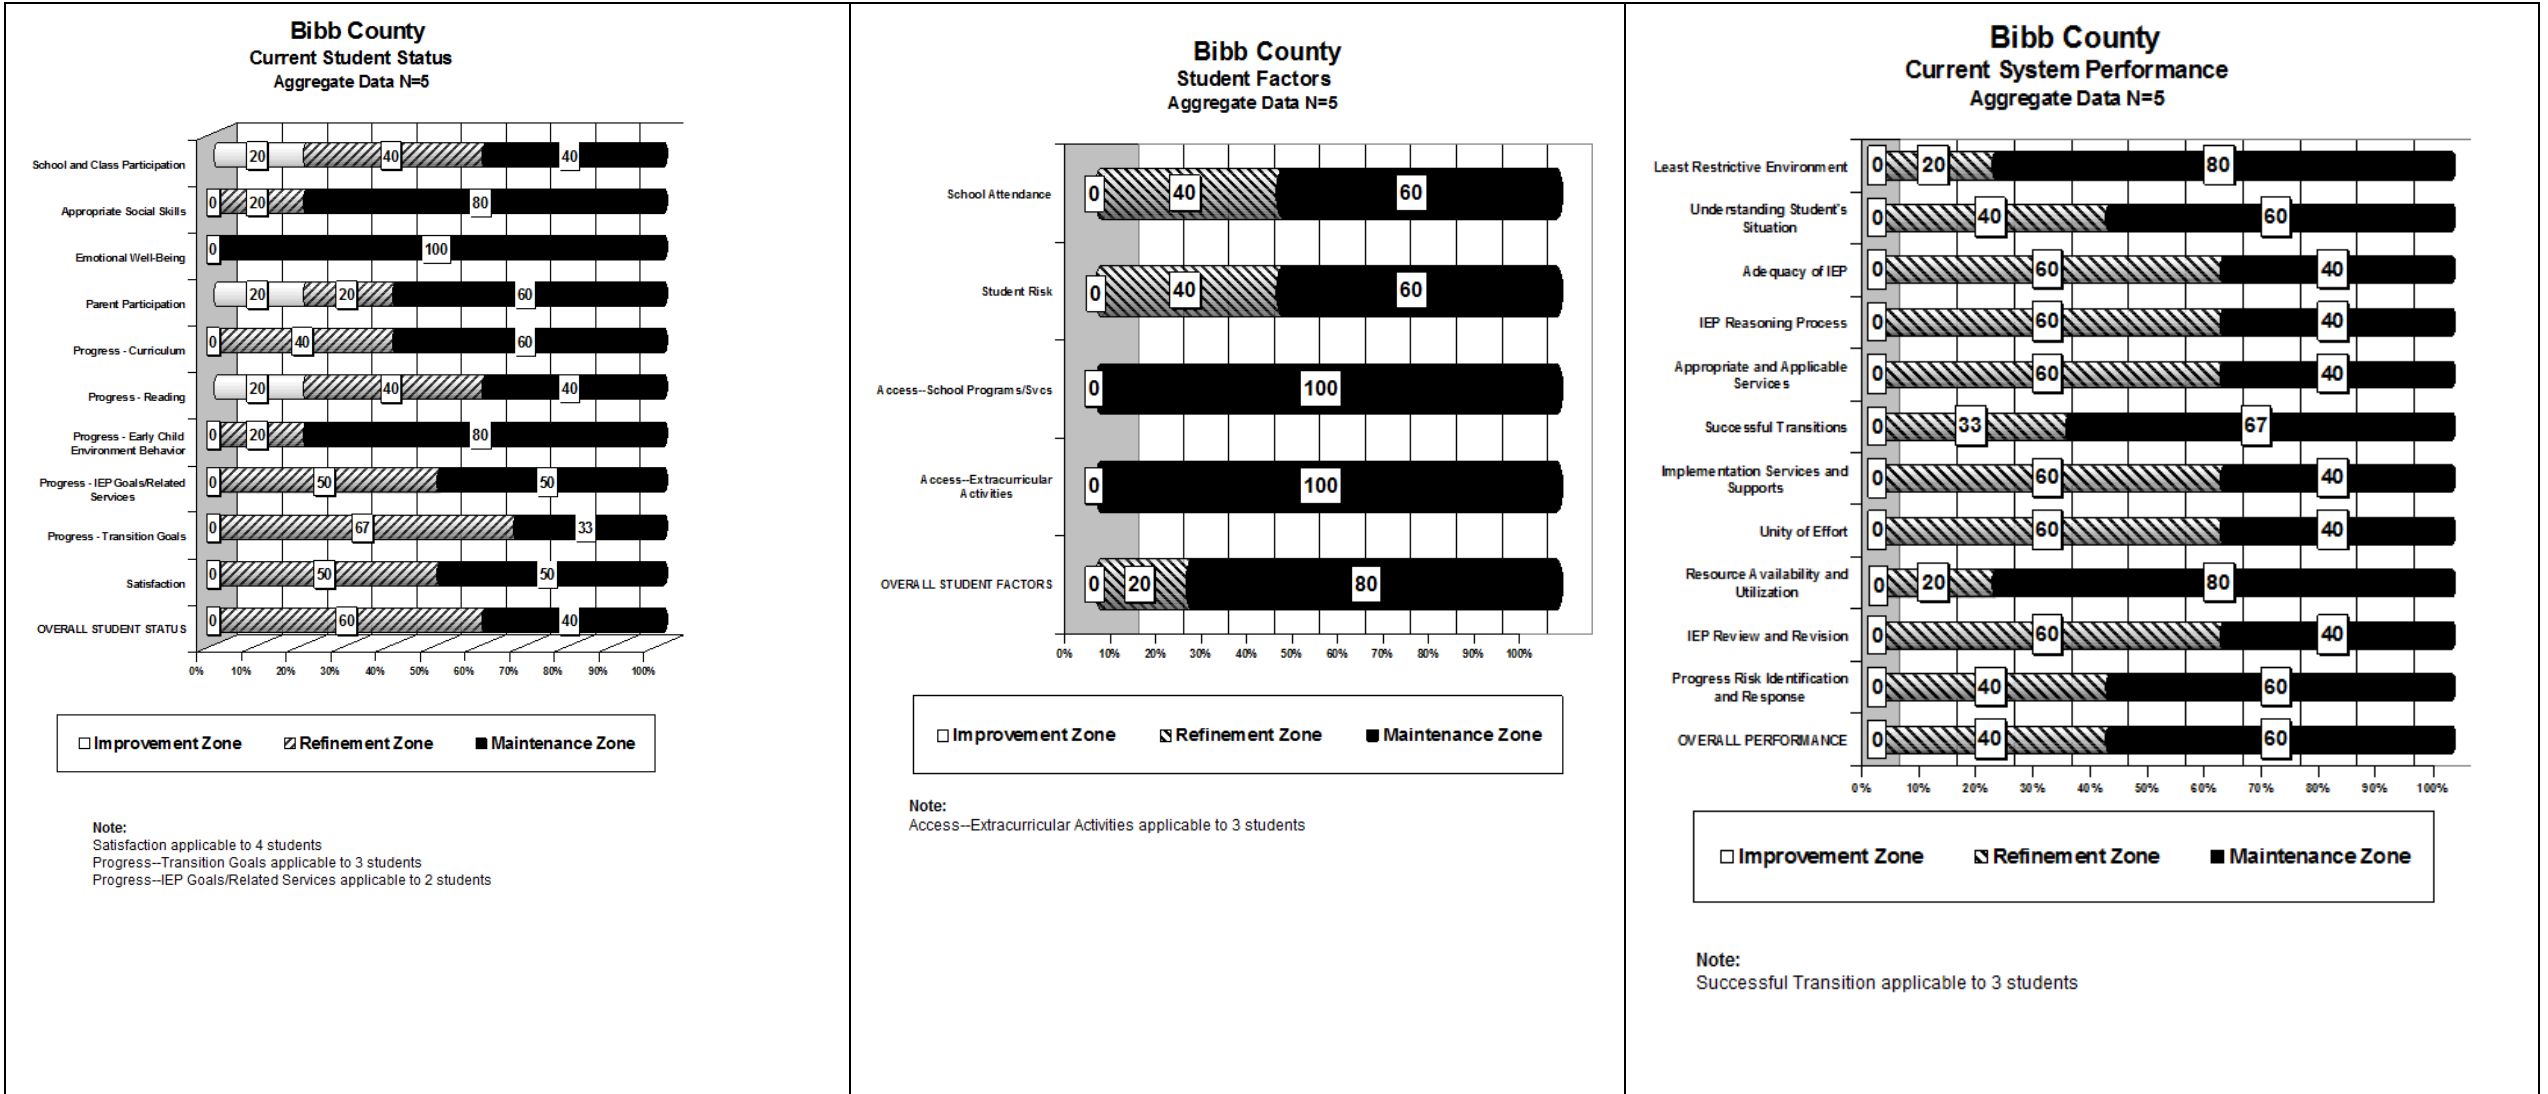 Bibb County
Current Student Status
Aggregate Data N=5
School and Class Participation
20 40 40
Appropriate Social Skills
0 20 80
Emotional Well-Being
0 100
Parent Participation
20 20 60
Progress - Curriculum
0 40 60
Progress - Reading
20 40 40
Progress - Early Child
Environment Behavior
0 20 80
Progress - IEP Goals/Related
Services
0 50 50
Progress - Transition Goals
0 67 33
Satisfaction
0 50 50
OVERALL STUDENT STATUS
0 60 40
0% 10% 20% 30% 40% 50% 60% 70% 80% 90% 100%
Improvement Zone Refinement Zone Maintenance Zone
Note:
Satisfaction applicable to 4 students
Progress--Transition Goals applicable to 3 students
Progress--IEP Goals/Related Services applicable to 2 students
Bibb County
Student Factors
Aggregate Data N=5
School Attendance
0 40 60
Student Risk
0 40 60
Access--School Programs/Svcs
0 100
Access--Extracurricular
Activities
0 100
OVERALL STUDENT FACTORS
0 20 80
0% 10% 20% 30% 40% 50% 60% 70% 80% 90% 100%
Improvement Zone Refinement Zone Maintenance Zone
Note:
Access--Extracurricular Activities applicable to 3 students
Bibb County
Current System Performance
Aggregate Data N=5
Least Restrictive Environment
0 20 80
Understanding Student's
Situation
0 40 60
Adequacy of IEP
0 60 40
IEP Reasoning Process
0 60 40
Appropriate and Applicable
Services
0 60 40
Successful Transitions
0 33 67
Implementation Services and
Supports
0 60 40
Unity of Effort
0 60 40
Resource Availability and
Utilization
0 20 80
IEP Review and Revision
0 60 40
Progress Risk Identification
and Response
0 40 60
OVERALL PERFORMANCE
0 40 60
0% 10% 20% 30% 40% 50% 60% 70% 80% 90% 100%
Improvement Zone Refinement Zone Maintenance Zone
Note:
Successful Transition applicable to 3 students